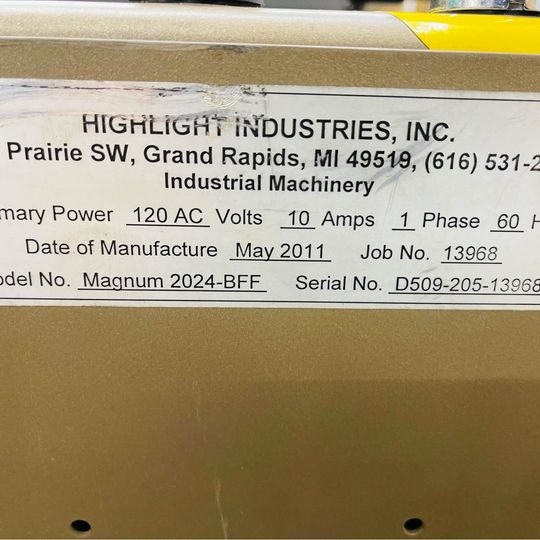 HIGHLIGHT INDUSTRIES, INC.
Prairie SW, Grand Rapids, MI 49519, (616) 531-2
Industrial Machinery
mary Power 120 AC Volts 10 Amps 1 Phase 60 H
Date of Manufacture May 2011 Job No. 13968
odel No. Magnum 2024-BFF Serial No. D509-205-13968